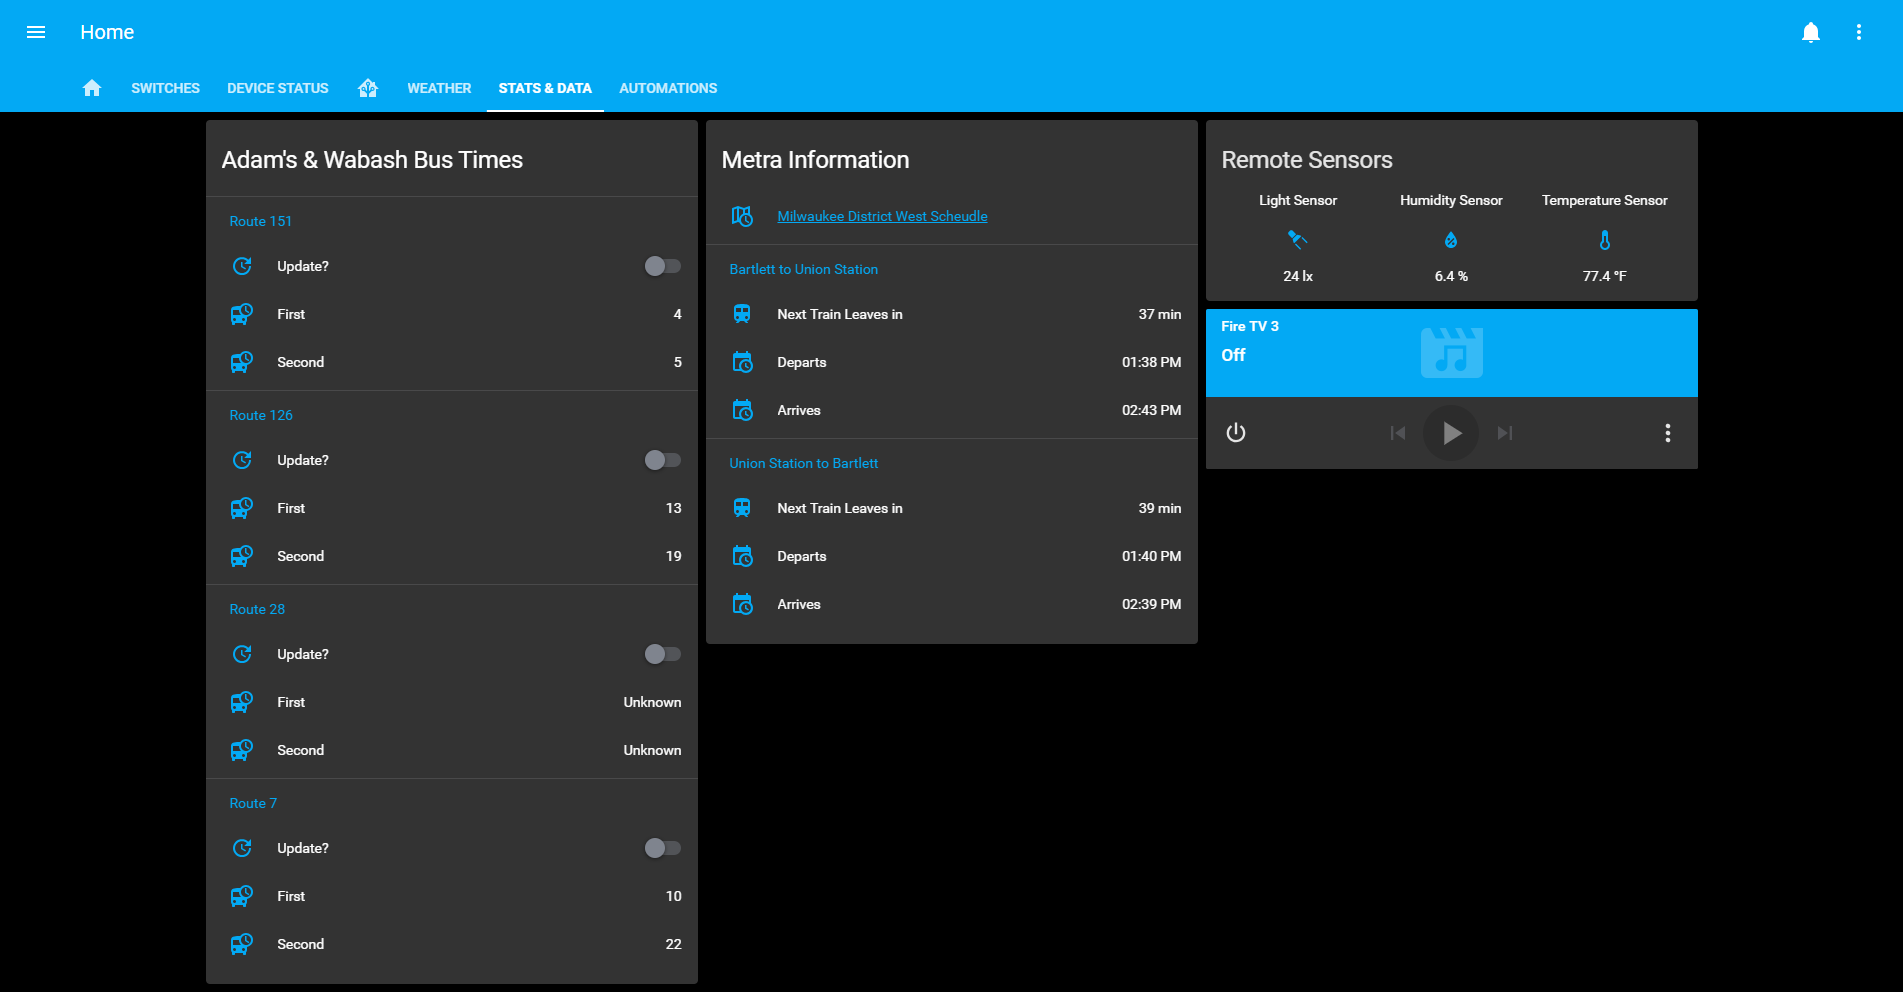 Home
SWITCHES DEVICE STATUS WEATHER STATS & DATA AUTOMATIONS
Adam's & Wabash Bus Times
Route 151
Update?
First 4
Second 5
Route 126
Update?
First 13
Second 19
Route 28
Update?
First Unknown
Second Unknown
Route 7
Update?
First 10
Second 22
Metra Information
Milwaukee District West Scheudle
Bartlett to Union Station
Next Train Leaves in 37 min
Departs 01:38 PM
Arrives 02:43 PM
Union Station to Bartlett
Next Train Leaves in 39 min
Departs 01:40 PM
Arrives 02:39 PM
Remote Sensors
Light Sensor Humidity Sensor Temperature Sensor
24 lx 6.4 % 77.4 °F
Fire TV 3
Off